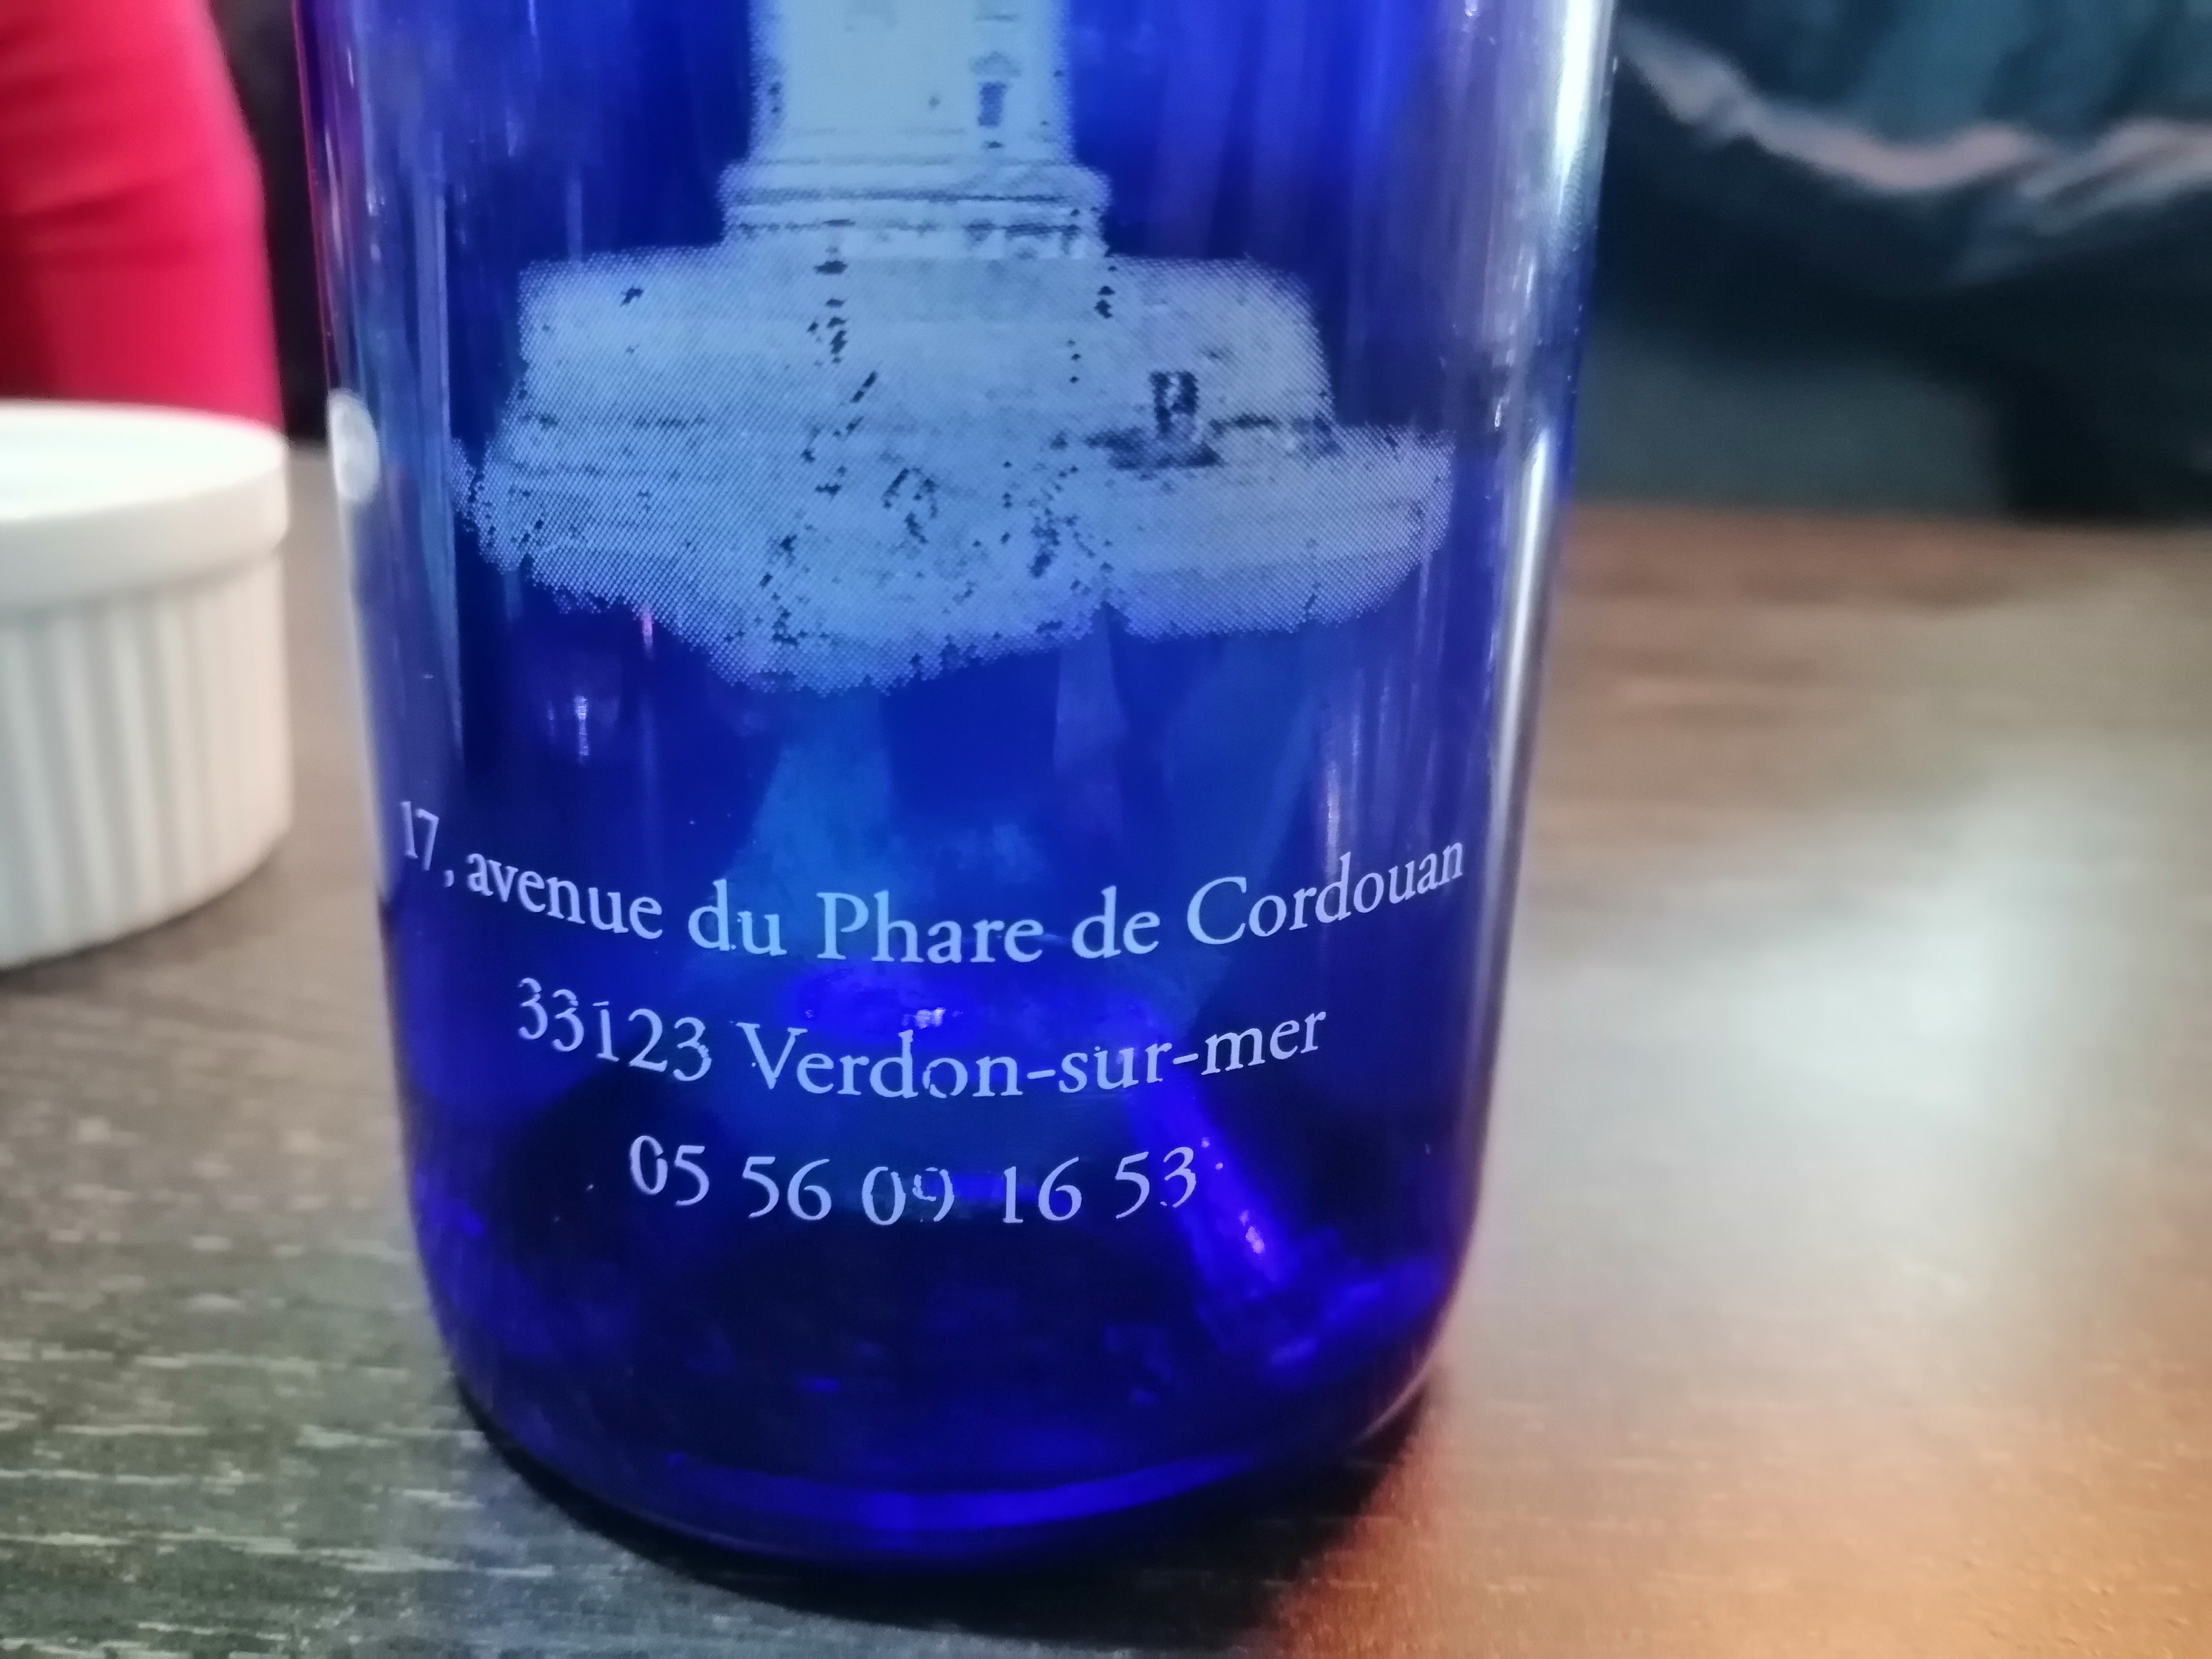 17, avenue du Phare de Cordouan
33123 Verdon-sur-mer
05 56 09 16 53